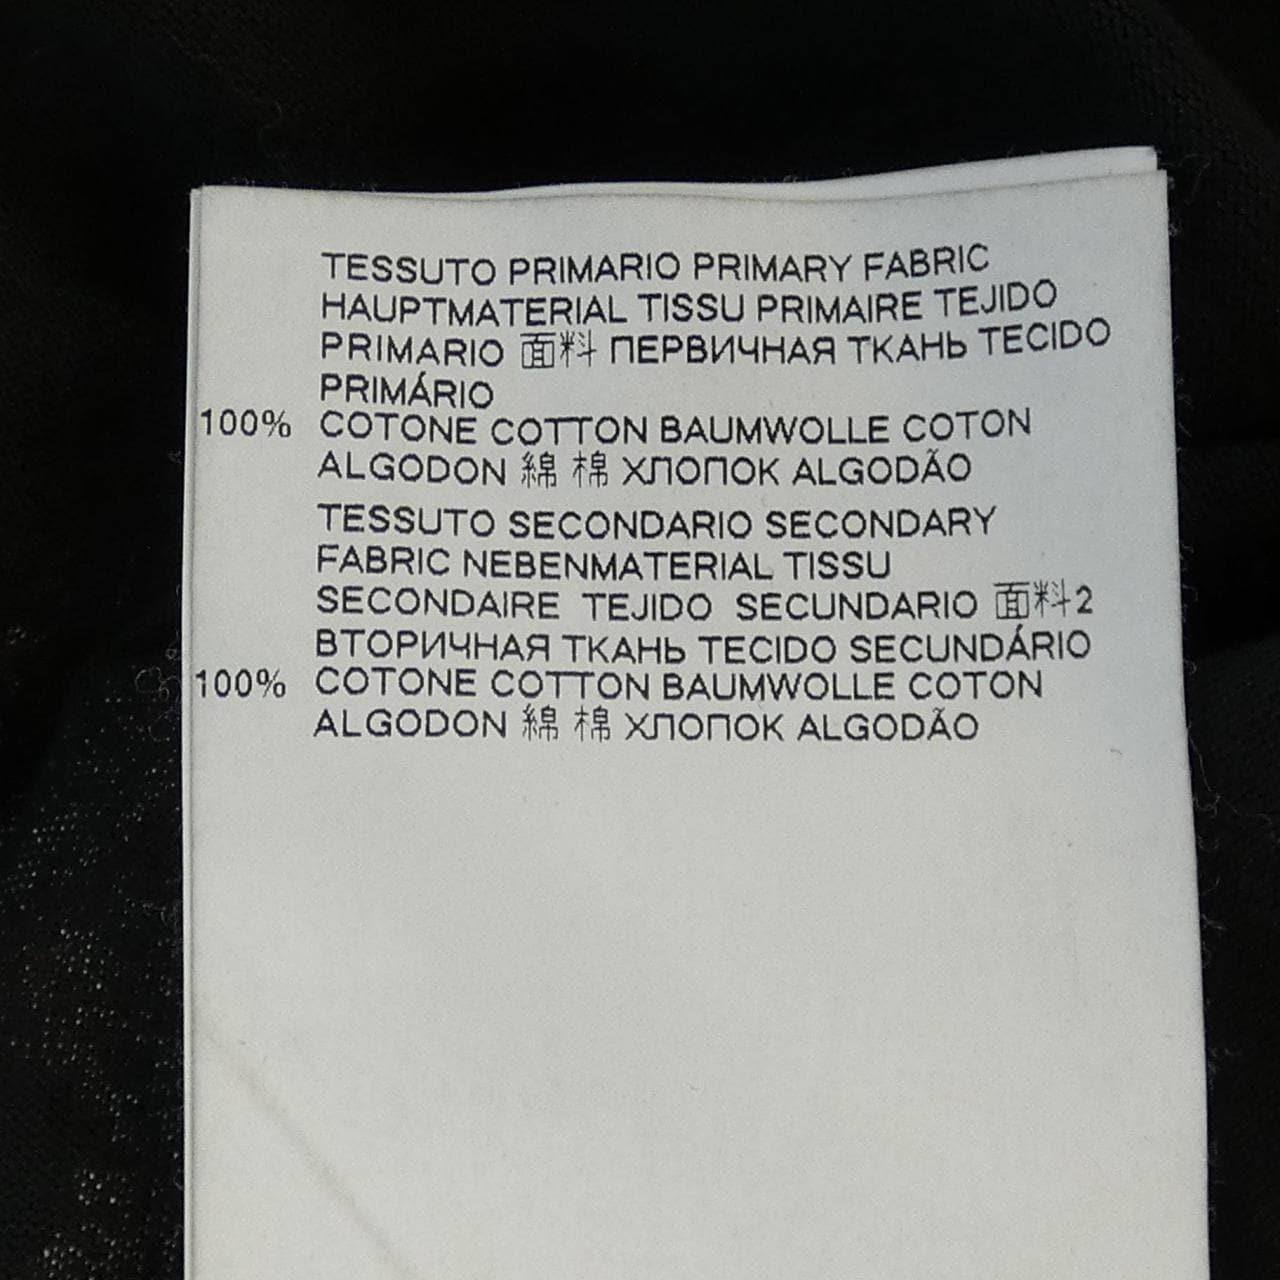 TESSUTO PRIMARIO PRIMARY FABRIC
HAUPTMATERIAL TISSU PRIMAIRE TEJIDO
PRIMARIO 面料 ПЕРВИЧНАЯ ТКАНЬ TECIDO
PRIMÁRIO
100% COTONE COTTON BAUMWOLLE COTON
ALGODON 綿 棉 ХЛОПОК ALGODÃO
TESSUTO SECONDARIO SECONDARY
FABRIC NEBENMATERIAL TISSU
SECONDAIRE TEJIDO SECUNDARIO 面料2
ВТОРИЧНАЯ ТКАНЬ TECIDO SECUNDÁRIO
100% COTONE COTTON BAUMWOLLE COTON
ALGODON 綿 棉 ХЛОПОК ALGODÃO